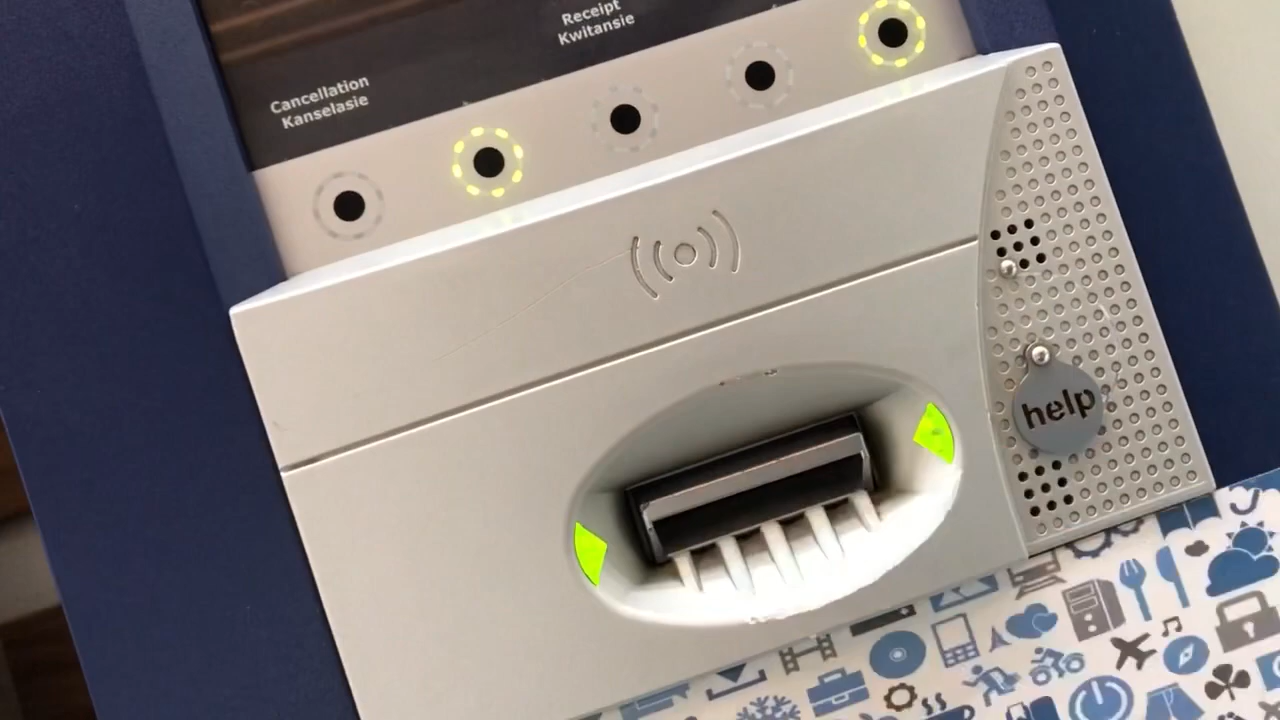 Receipt
Kwitansie
Cancellation
Kanselasie
help